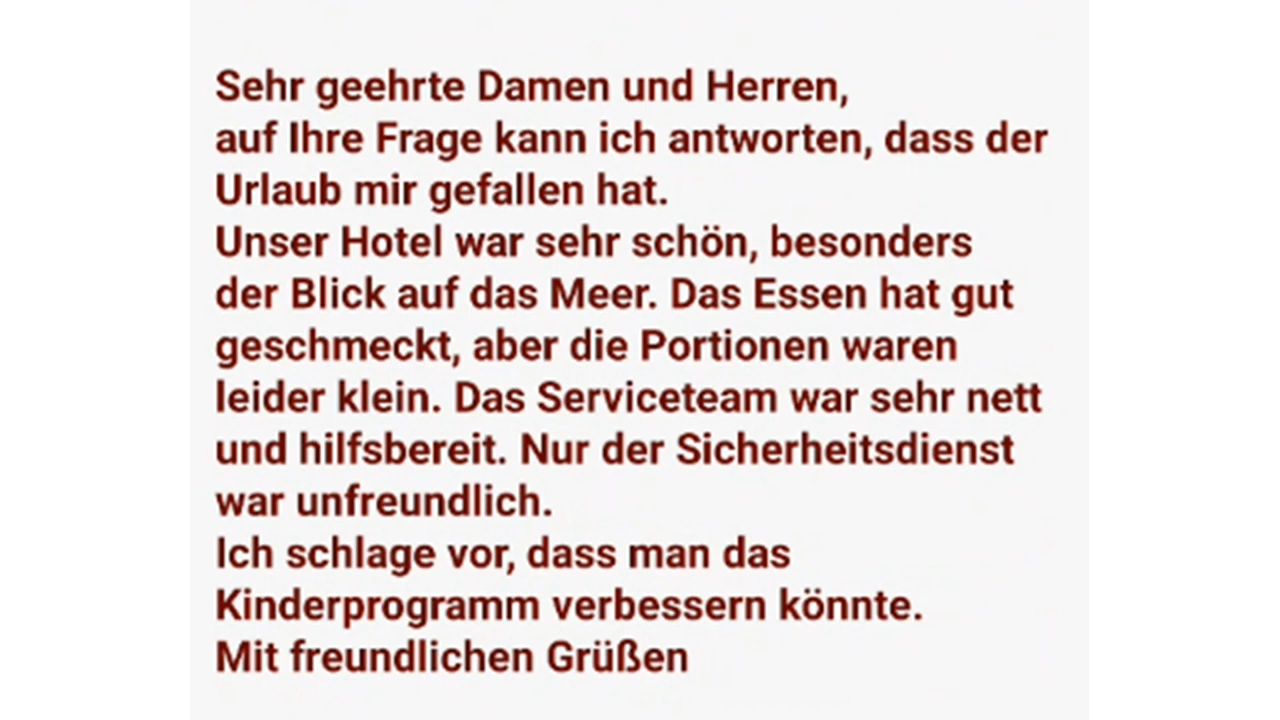 Sehr geehrte Damen und Herren,
auf Ihre Frage kann ich antworten, dass der
Urlaub mir gefallen hat.
Unser Hotel war sehr schön, besonders
der Blick auf das Meer. Das Essen hat gut
geschmeckt, aber die Portionen waren
leider klein. Das Serviceteam war sehr nett
und hilfsbereit. Nur der Sicherheitsdienst
war unfreundlich.
Ich schlage vor, dass man das
Kinderprogramm verbessern könnte.
Mit freundlichen Grüßen